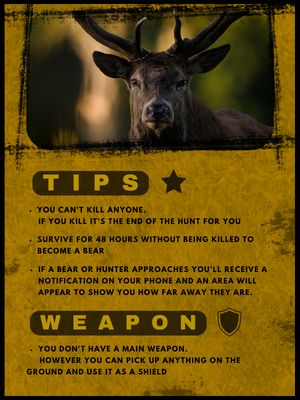 TIPS
· YOU CAN'T KILL ANYONE.
IF YOU KILL IT'S THE END OF THE HUNT FOR YOU
· SURVIVE FOR 48 HOURS WITHOUT BEING KILLED TO
BECOME A BEAR
· IF A BEAR OR HUNTER APPROACHES YOU'LL RECEIVE A
NOTIFICATION ON YOUR PHONE AND AN AREA WILL
APPEAR TO SHOW YOU HOW FAR AWAY THEY ARE.
WEAPON
· YOU DON'T HAVE A MAIN WEAPON.
HOWEVER YOU CAN PICK UP ANYTHING ON THE
GROUND AND USE IT AS A SHIELD